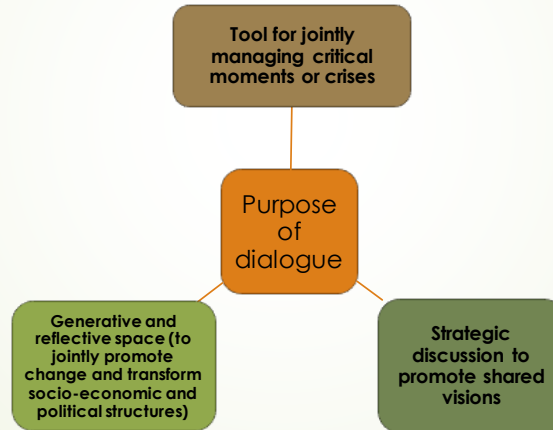 Tool for jointly
managing critical
moments or crises
Purpose
of
dialogue
Generative and
reflective space (to
jointly promote
change and transform
socio-economic and
political structures)
Strategic
discussion to
promote shared
visions